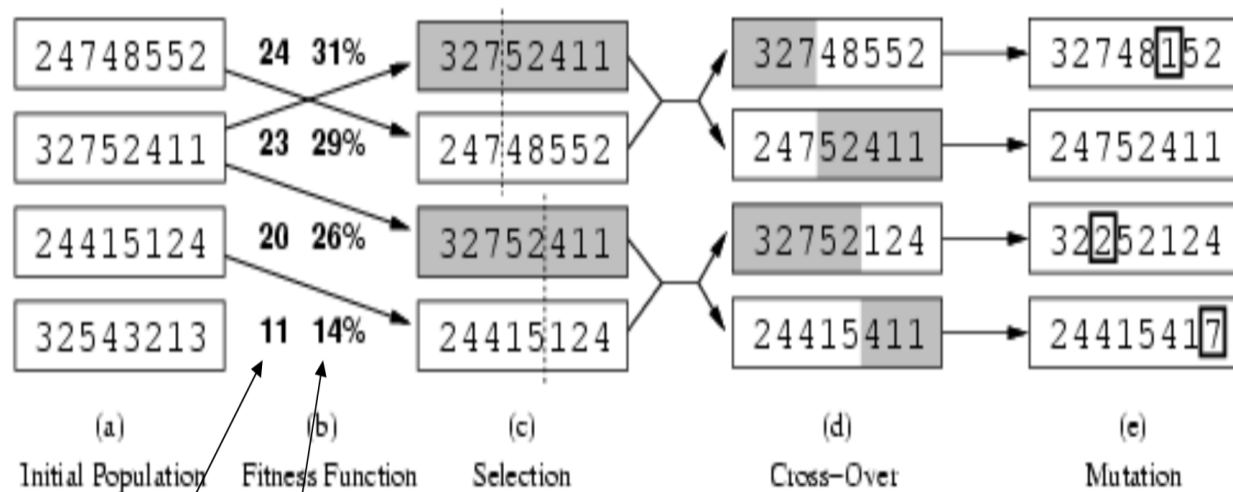 24748552 24 31% 32752411 32748552 32748152
32752411 23 29% 24748552 24752411 24752411
24415124 20 26% 32752411 32752124 32252124
32543213 11 14% 24415124 24415411 24415417
(a) (b) (c) (d) (e)
Initial Population Fitness Function Selection Cross-Over Mutation